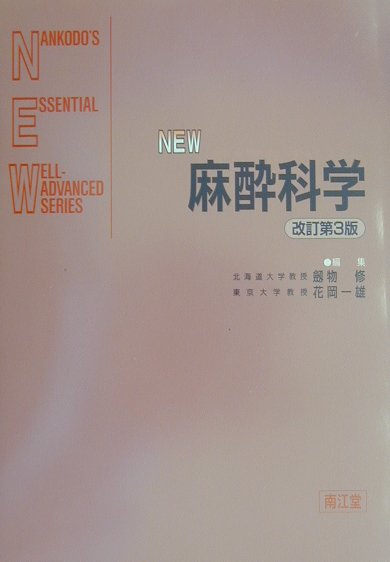 NANKODO'S
ESSENTIAL
WELL-
ADVANCED
SERIES
NEW
麻酔科学
改訂第3版
●編 集
北海道大学教授 劔物 修
東京大学教授 花岡一雄
南江堂